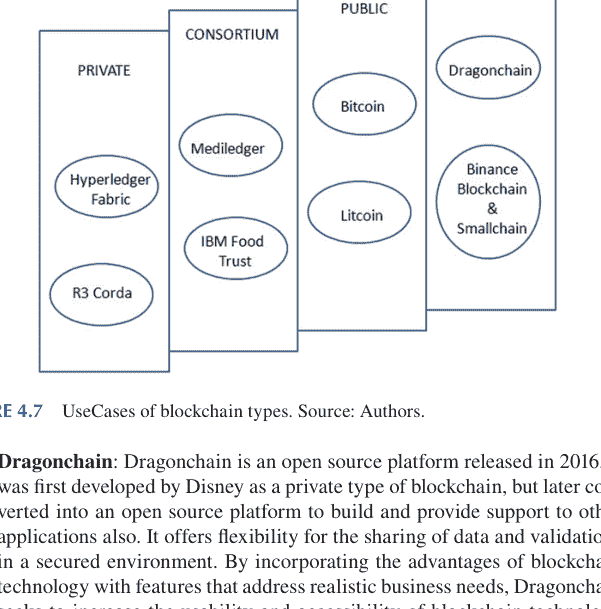 PUBLIC
CONSORTIUM
PRIVATE
Dragonchain
Bitcoin
Mediledger
Binance
Blockchain
&
Smallchain
Hyperledger
Fabric
Litcoin
IBM Food
Trust
R3 Corda
RE 4.7 UseCases of blockchain types. Source: Authors.
Dragonchain: Dragonchain is an open source platform released in 2016.
was first developed by Disney as a private type of blockchain, but later co
verted into an open source platform to build and provide support to oth
applications also. It offers flexibility for the sharing of data and validatio
in a secured environment. By incorporating the advantages of blockcha
technology with features that address realistic business needs, Dragoncha